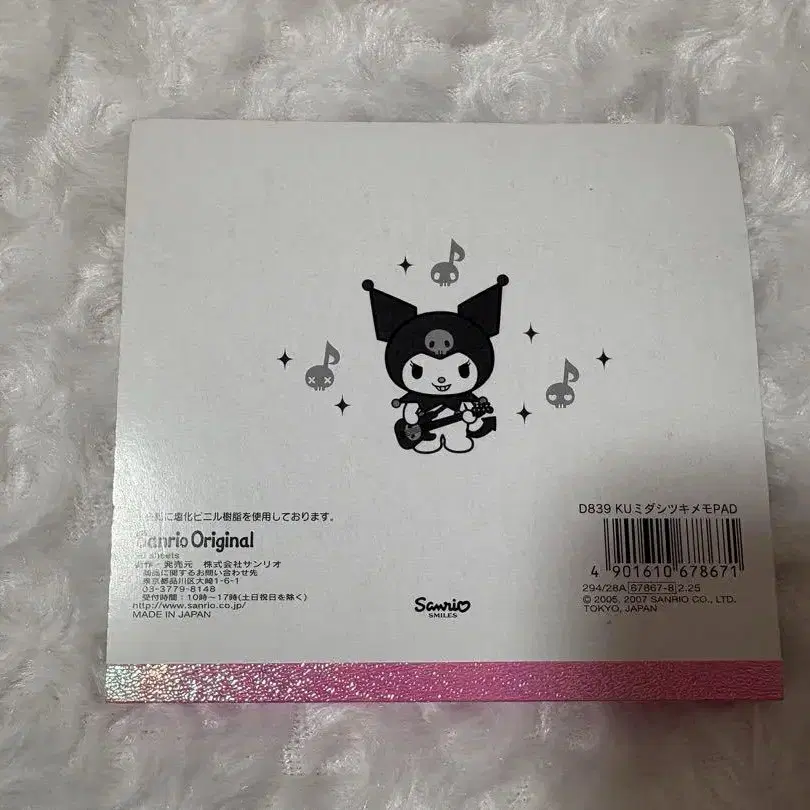 に塩化ビニル樹脂を使用しております。
Sanrio Original
sheets
発売元 株式会社サンリオ
商品に関するお問い合わせ先
東京都品川区大崎1-6-1
03-3779-8148
受付時間:10時~17時(土日祝日を除く)
http://www.sanrio.co.jp/
MADE IN JAPAN
Sanrio
SMILES
D839 KUミダシツキメモPAD
4 901610 678671
294/28A 67867-8 2.25
© 2005, 2007 SANRIO CO., LTD.
TOKYO, JAPAN